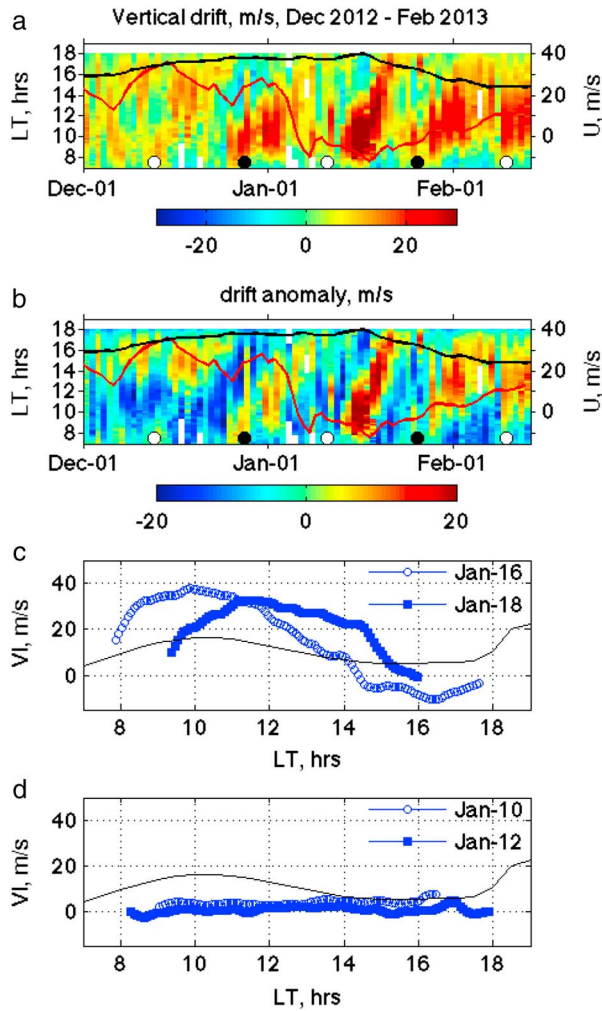 a
Vertical drift, m/s, Dec 2012 - Feb 2013
LT, hrs
18
16
14
12
10
8
40
20
0
U, m/s
Dec-01 Jan-01 Feb-01
-20 0 20
b
drift anomaly, m/s
LT, hrs
18
16
14
12
10
8
40
20
0
U, m/s
Dec-01 Jan-01 Feb-01
-20 0 20
c
VI, m/s
40
20
0
Jan-16
Jan-18
8 10 12 14 16 18
LT, hrs
d
VI, m/s
40
20
0
Jan-10
Jan-12
8 10 12 14 16 18
LT, hrs